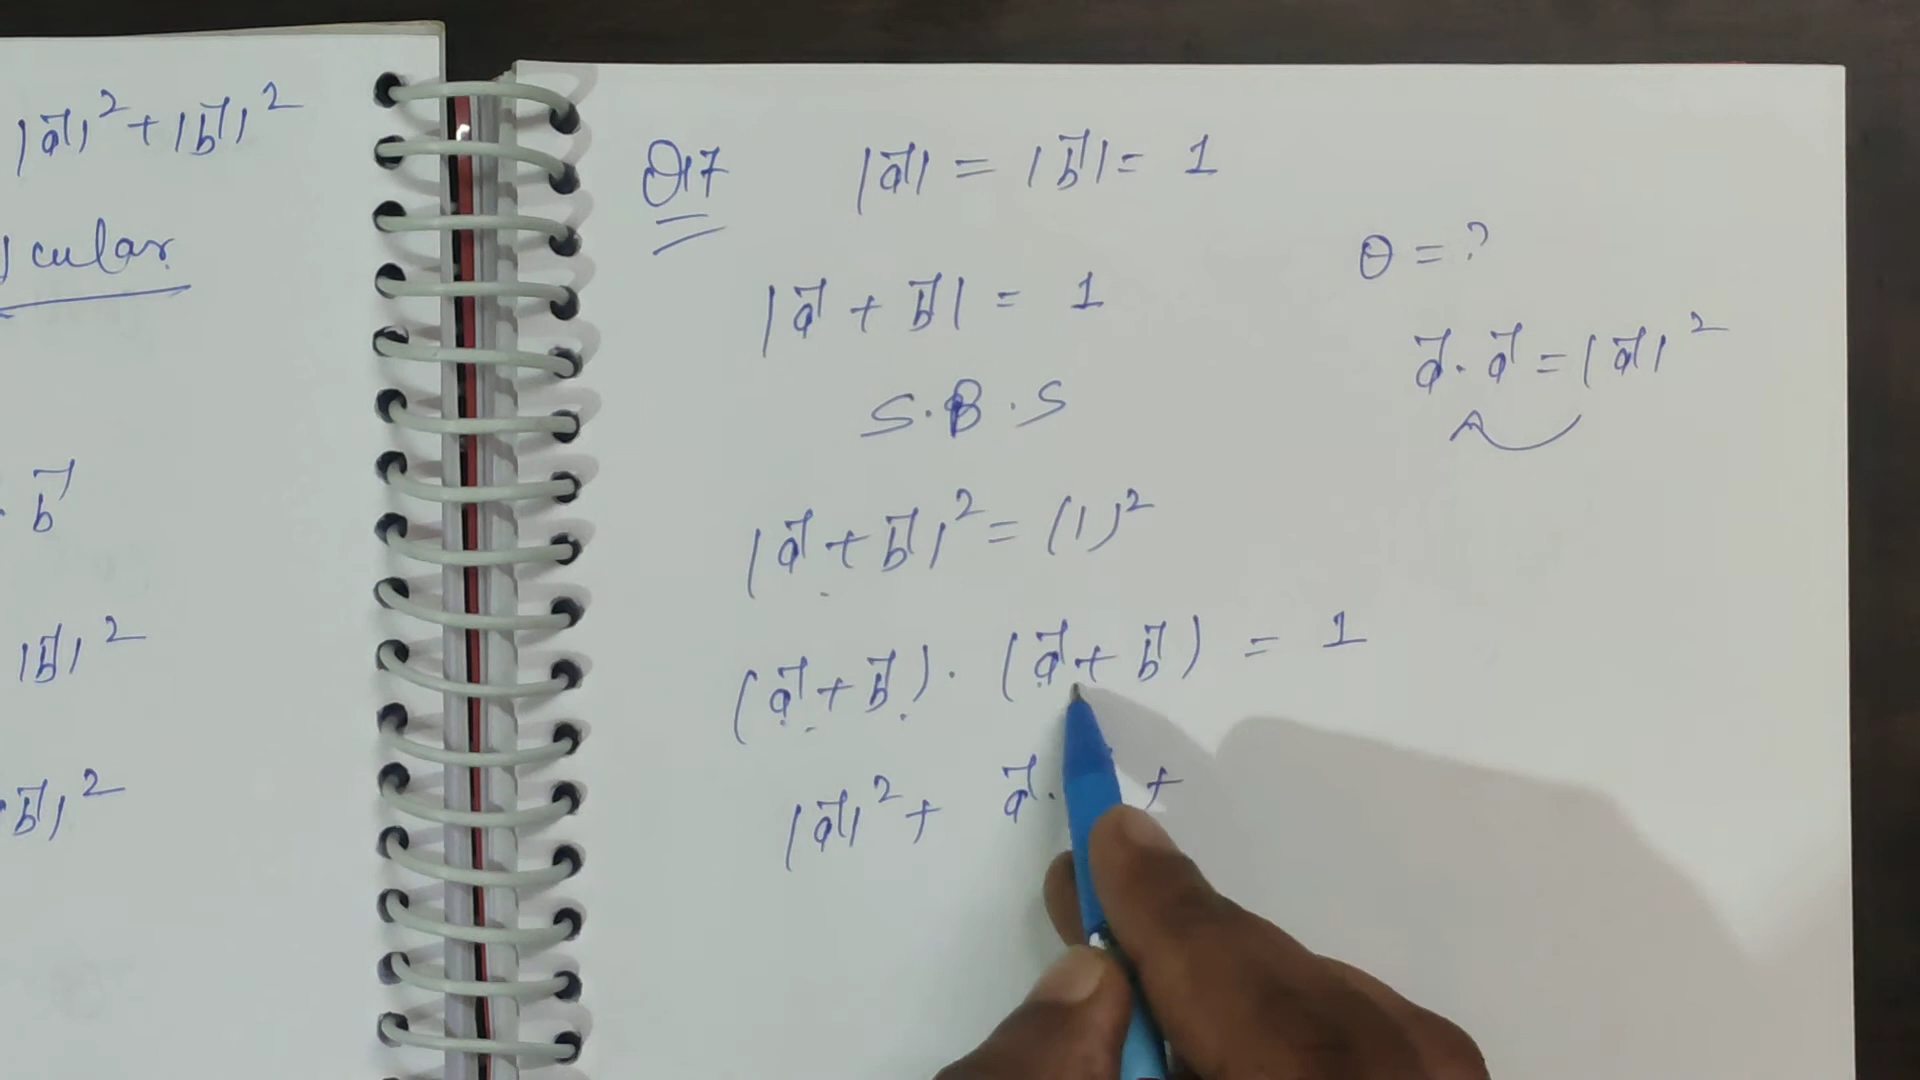 |a⃗|² + |b⃗|²
cular
b⃗
|b⃗|²
b⃗|²
Q17 |a⃗| = |b⃗| = 1
θ = ?
|a⃗ + b⃗| = 1
a⃗ . a⃗ = |a⃗|²
S.B.S
|a⃗ + b⃗|² = (1)²
(a⃗ + b⃗) . (a⃗ + b⃗) = 1
|a⃗|² + a⃗ . +